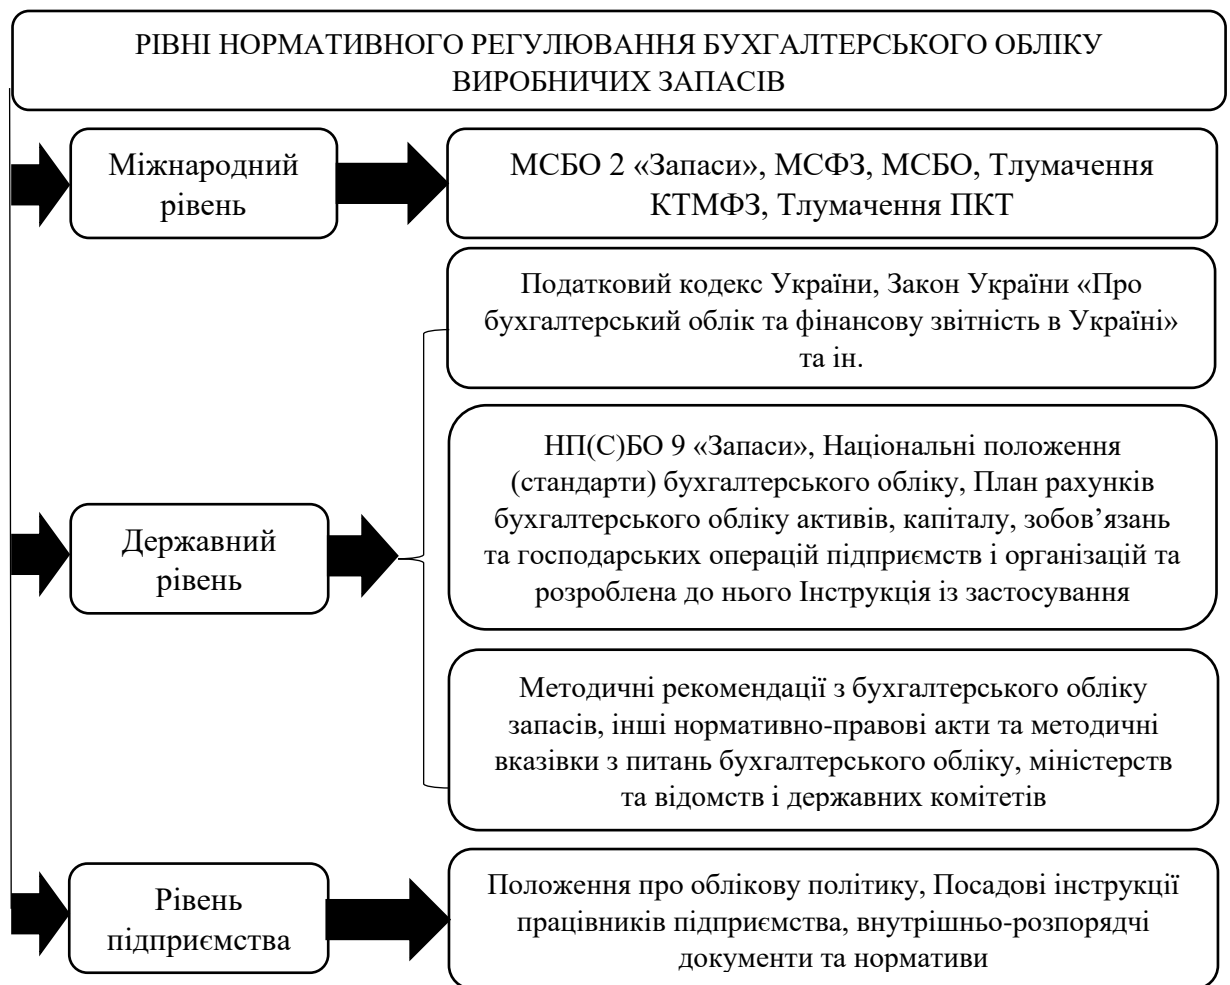 РІВНІ НОРМАТИВНОГО РЕГУЛЮВАННЯ БУХГАЛТЕРСЬКОГО ОБЛІКУ
ВИРОБНИЧИХ ЗАПАСІВ
Міжнародний
рівень
МСБО 2 «Запаси», МСФЗ, МСБО, Тлумачення
КТМФЗ, Тлумачення ПКТ
Державний
рівень
Податковий кодекс України, Закон України «Про
бухгалтерський облік та фінансову звітність в Україні»
та ін.
НП(С)БО 9 «Запаси», Національні положення
(стандарти) бухгалтерського обліку, План рахунків
бухгалтерського обліку активів, капіталу, зобов’язань
та господарських операцій підприємств і організацій та
розроблена до нього Інструкція із застосування
Методичні рекомендації з бухгалтерського обліку
запасів, інші нормативно-правові акти та методичні
вказівки з питань бухгалтерського обліку, міністерств
та відомств і державних комітетів
Рівень
підприємства
Положення про облікову політику, Посадові інструкції
працівників підприємства, внутрішньо-розпорядчі
документи та нормативи